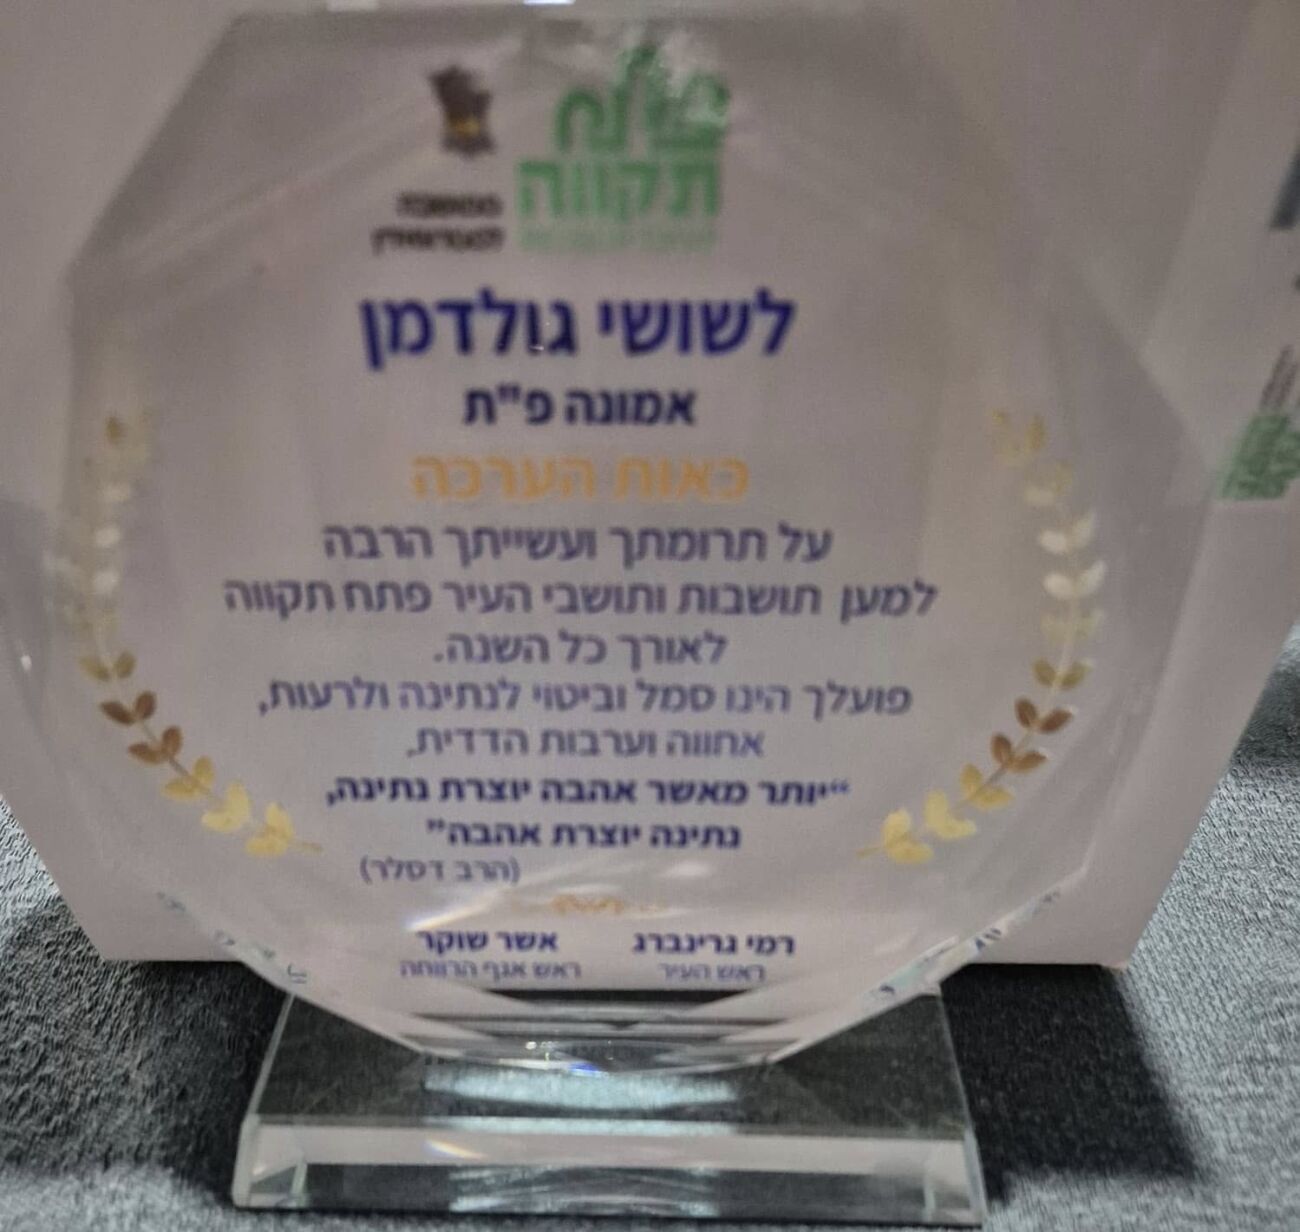 פתח
תקווה
לשושי גולדמן
אמונה פ"ת
כאות הערכה
על תרומתך ועשייתך הרבה
למען תושבות ותושבי העיר פתח תקווה
לאורך כל השנה.
פועלך הינו סמל וביטוי לנתינה ולרעות,
אחווה וערבות הדדית,
“יותר מאשר אהבה יוצרת נתינה,
נתינה יוצרת אהבה”
(הרב דסלר)
רמי גרינברג אשר שוקר
ראש העיר ראש אגף הרווחה